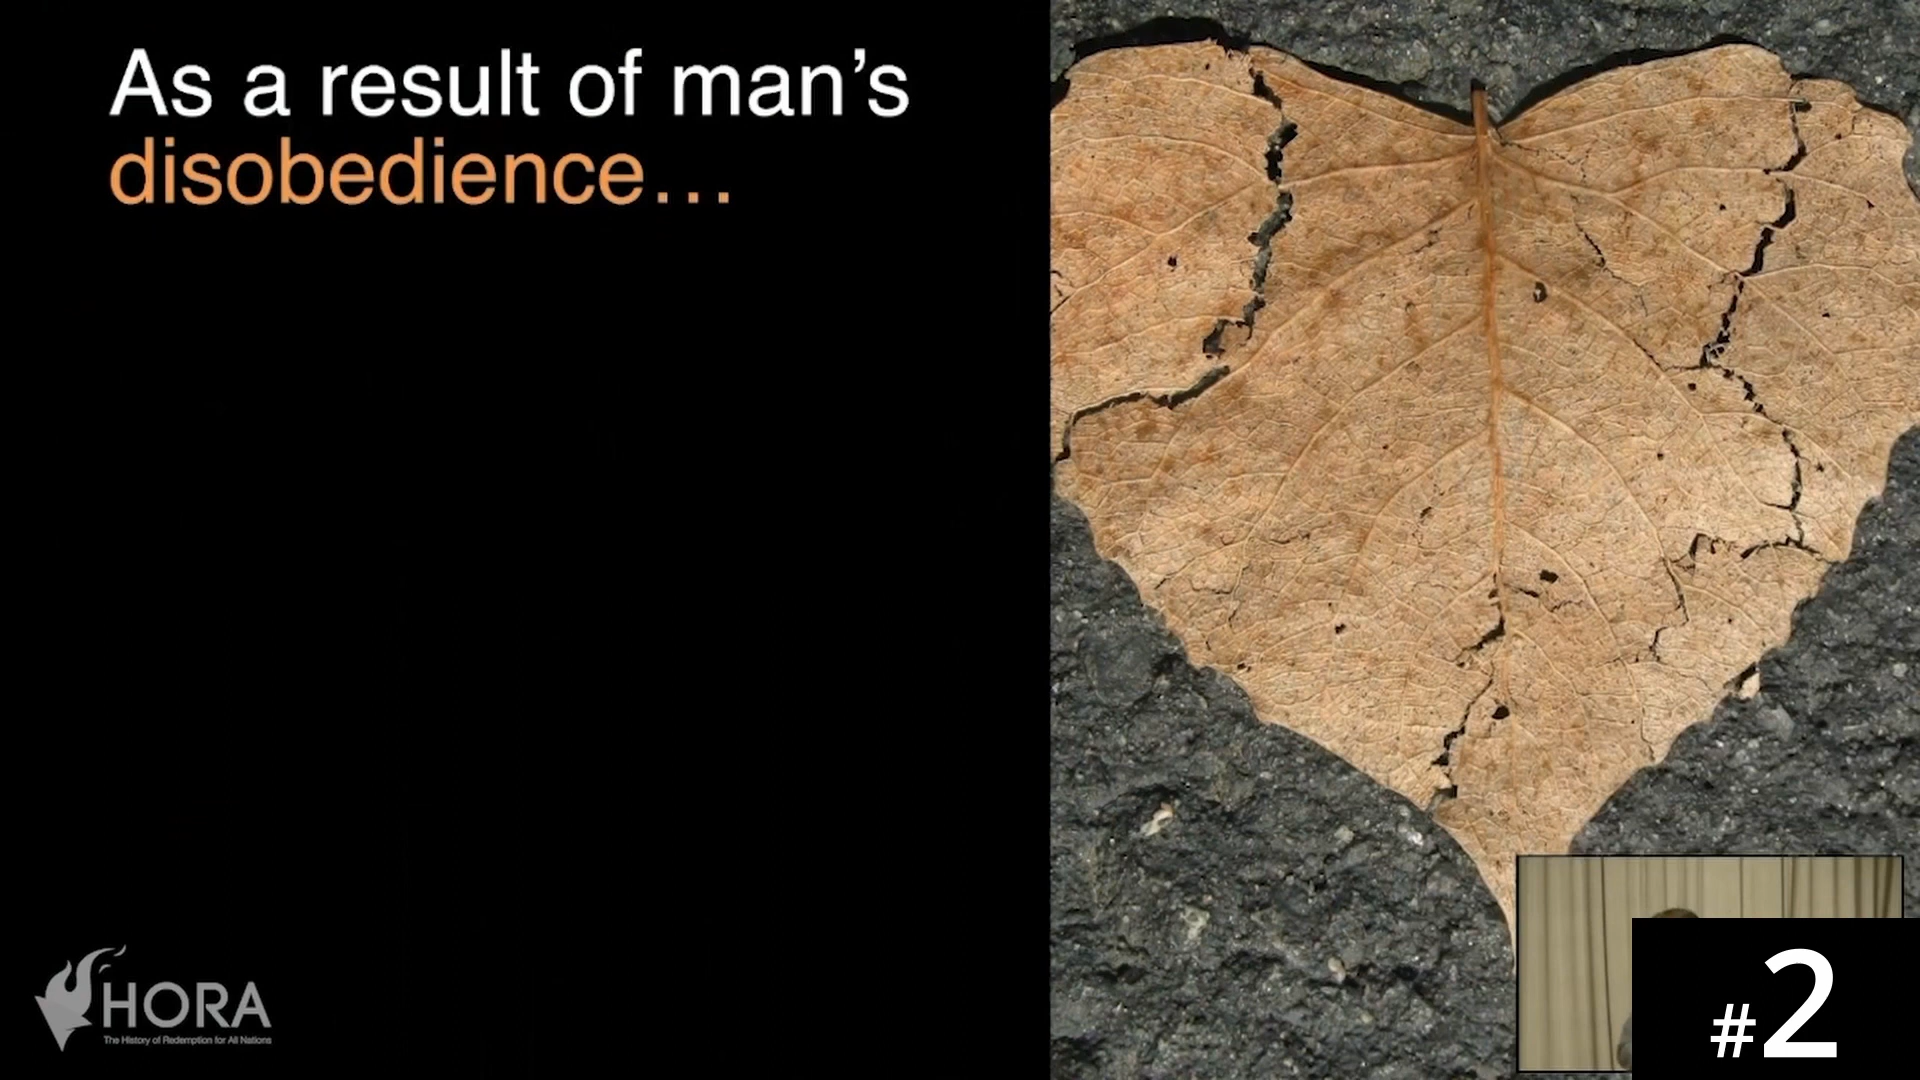 As a result of man’s
disobedience…
HORA
The History of Redemption for All Nations
#2